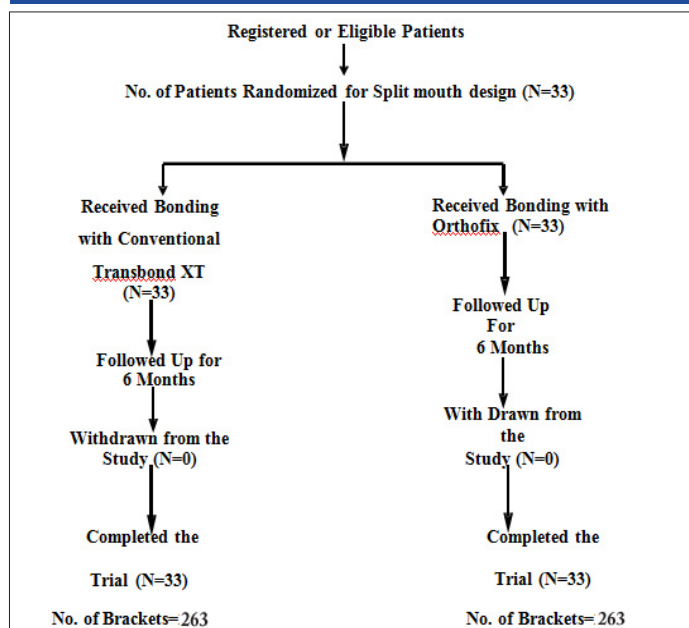 Registered or Eligible Patients
No. of Patients Randomized for Split mouth design (N=33)
Received Bonding
with Conventional
Transbond XT
(N=33)
Followed Up for
6 Months
Withdrawn from the
Study (N=0)
Completed the
Trial (N=33)
No. of Brackets=263
Received Bonding with
Orthofix (N=33)
Followed Up
For
6 Months
With Drawn from
the
Study (N=0)
Completed the
Trial (N=33)
No. of Brackets=263